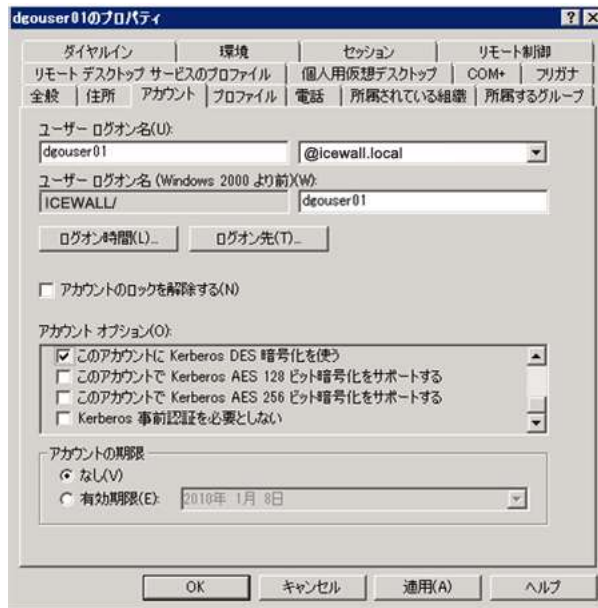 dgouser01のプロパティ
ダイヤルイン 環境 セッション リモート制御
リモート デスクトップ サービスのプロファイル 個人用仮想デスクトップ COM+ フリガナ
全般 住所 アカウント プロファイル 電話 所属されている組織 所属するグループ
ユーザー ログオン名(U):
dgouser01 @icewall.local
ユーザー ログオン名 (Windows 2000 より前)(W):
ICEWALL/ dgouser01
ログオン時間(L)... ログオン先(T)...
アカウントのロックを解除する(N)
アカウント オプション(O):
このアカウントに Kerberos DES 暗号化を使う
このアカウントで Kerberos AES 128 ビット暗号化をサポートする
このアカウントで Kerberos AES 256 ビット暗号化をサポートする
Kerberos 事前認証を必要としない
アカウントの期限
なし(V)
有効期限(E): 2010年 1月 8日
OK キャンセル 適用(A) ヘルプ